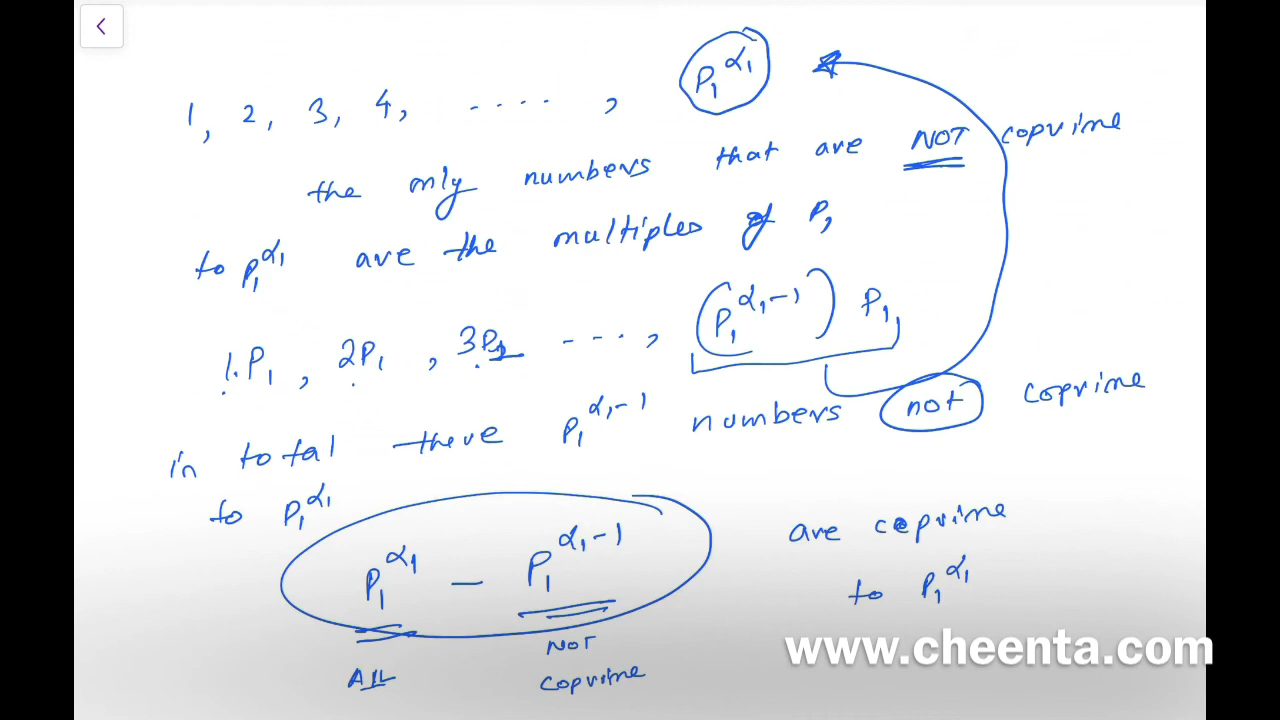 1, 2, 3, 4, ...., P₁^α₁
the only numbers that are NOT coprime
to P₁^α₁ are the multiples of P₁
1.P₁, 2P₁, 3P₁ ...., (P₁^α₁-1) P₁
in total there P₁^α₁-1 numbers not coprime
to P₁^α₁
P₁^α₁ - P₁^α₁-1 are coprime
to P₁^α₁
ALL NOT
coprime
www.cheenta.com